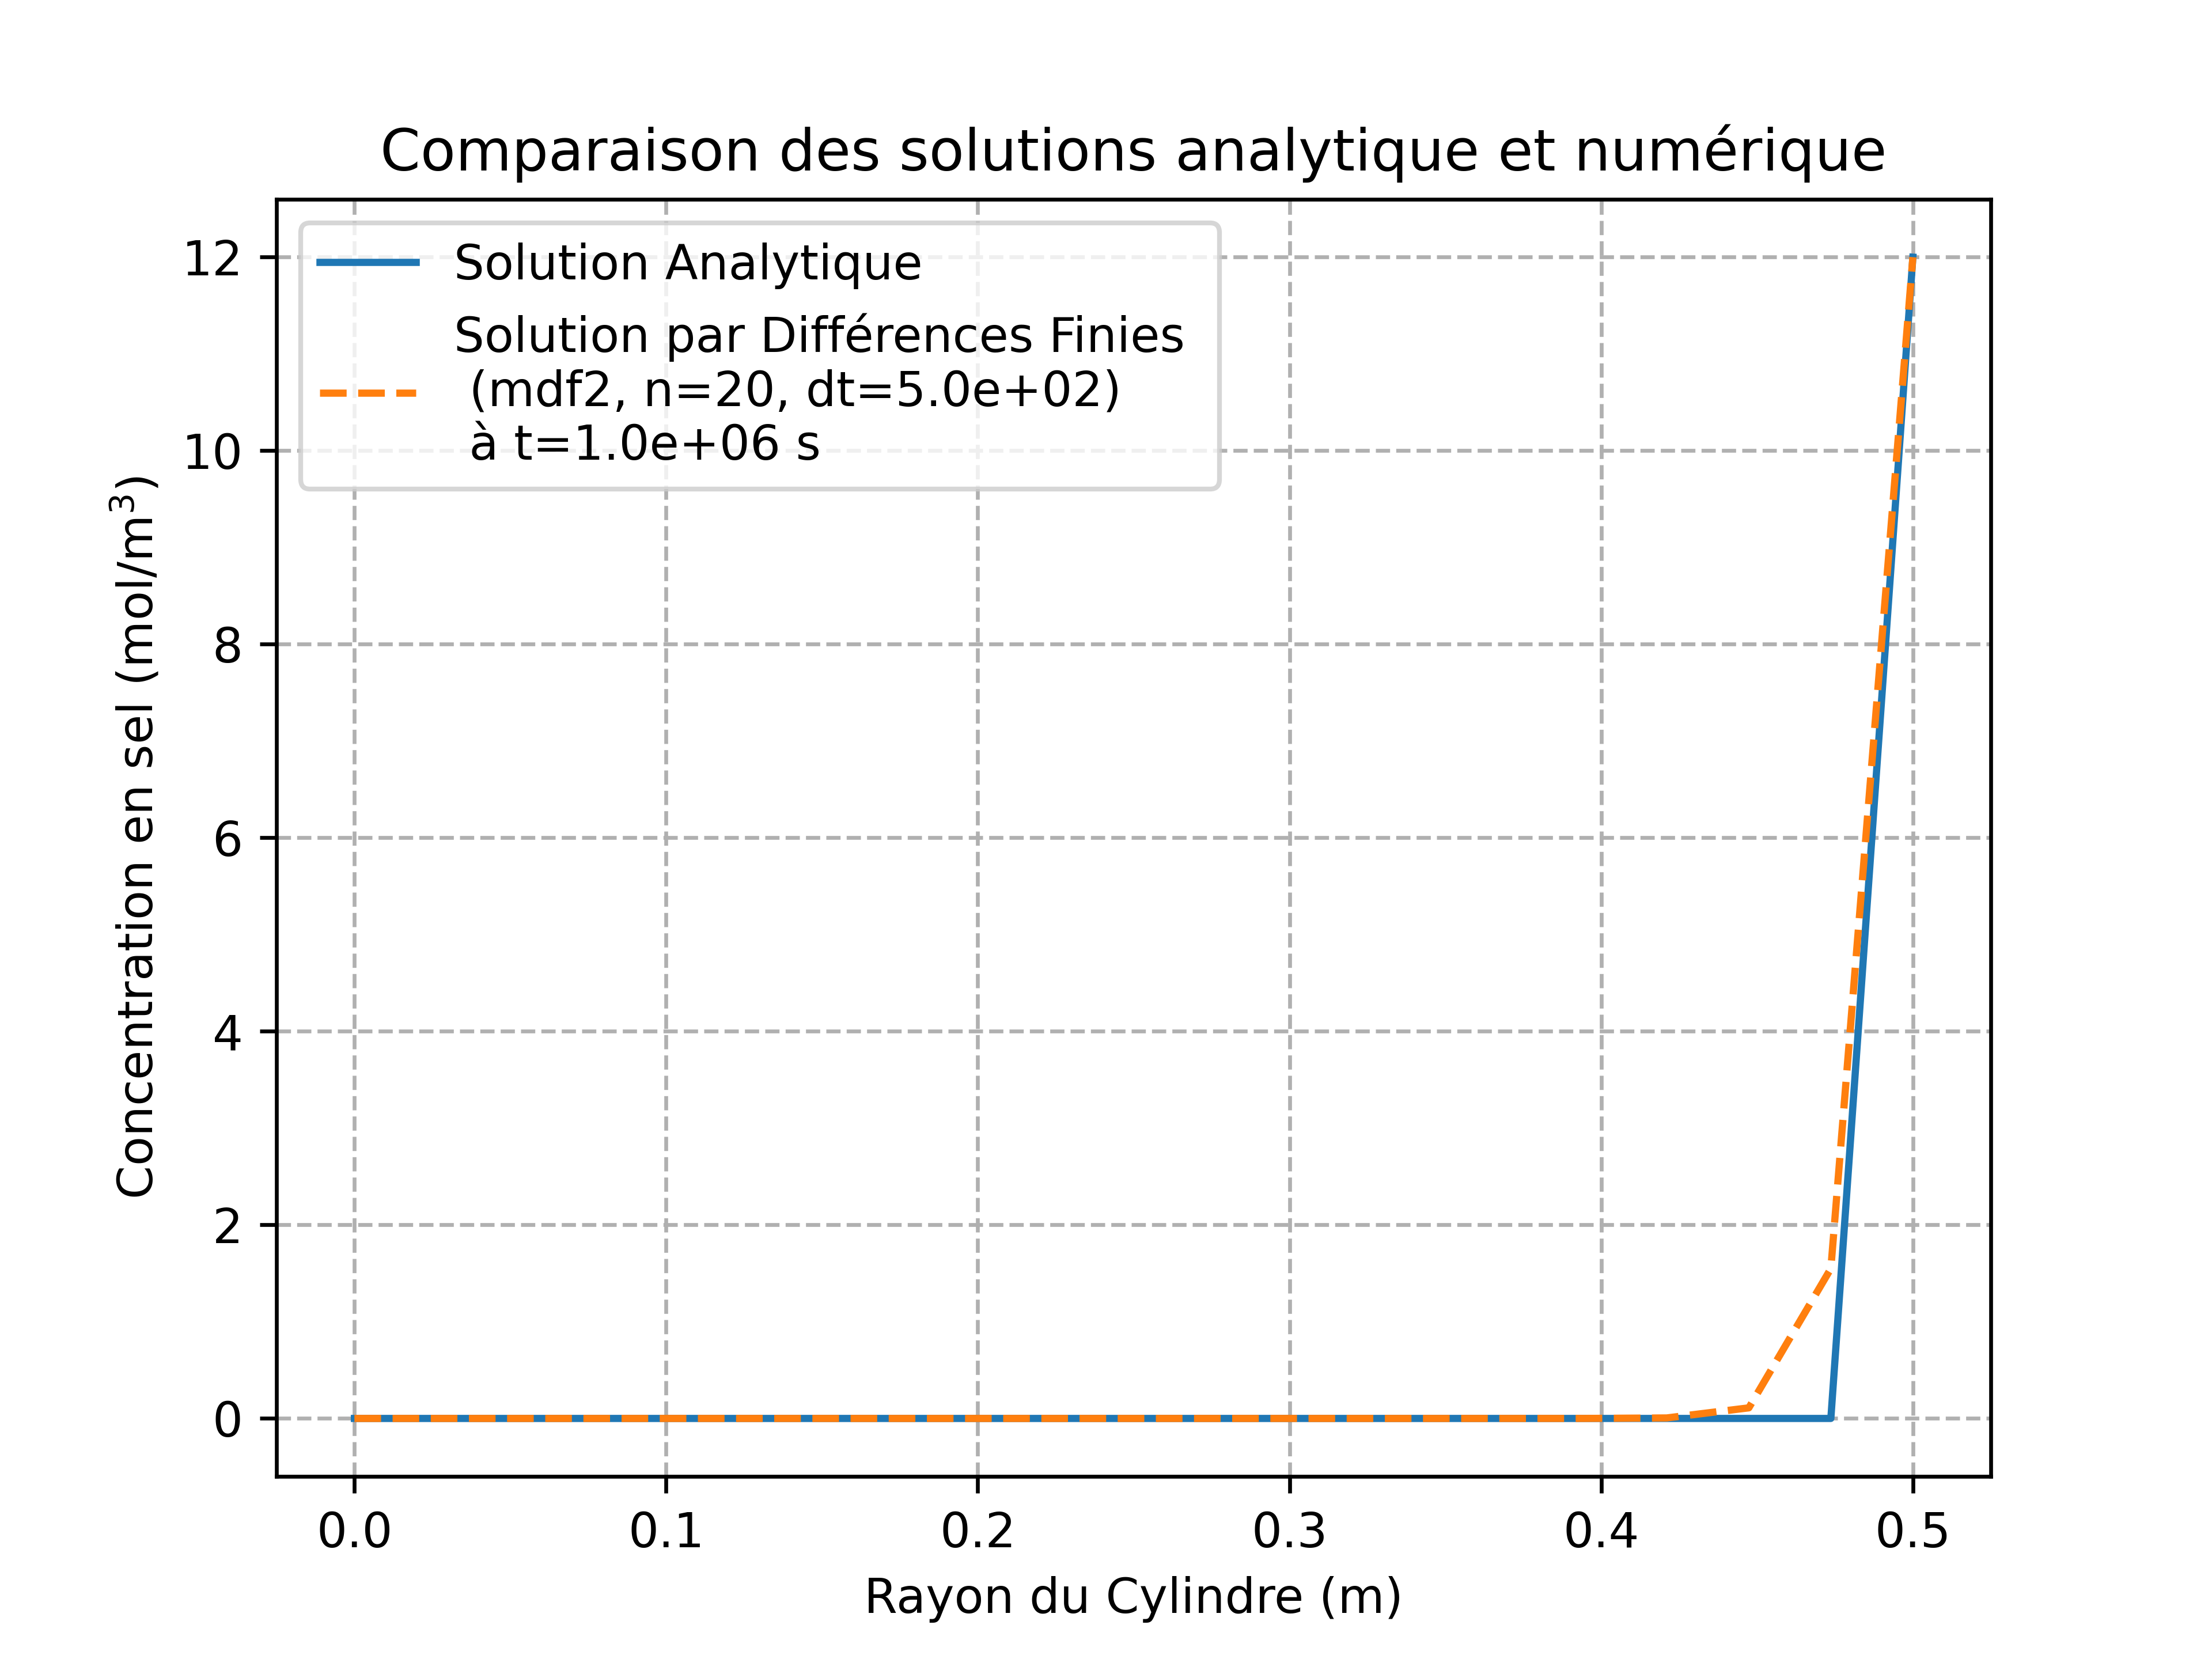 Comparaison des solutions analytique et numérique
Solution Analytique
Solution par Différences Finies
(mdf2, n=20, dt=5.0e+02)
à t=1.0e+06 s
Concentration en sel (mol/m³)
12
10
8
6
4
2
0
0.0 0.1 0.2 0.3 0.4 0.5
Rayon du Cylindre (m)